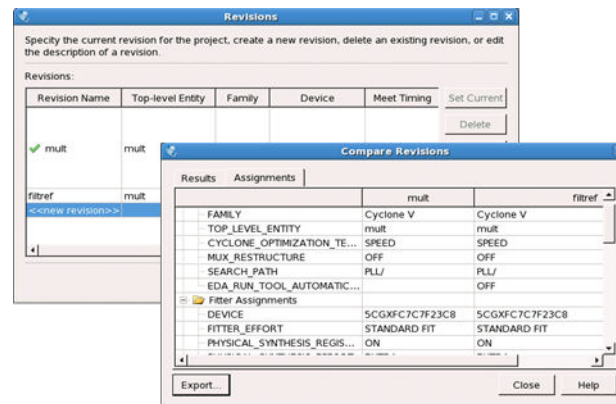 Revisions
Specify the current revision for the project, create a new revision, delete an existing revision, or edit
the description of a revision.
Revisions:
Revision Name Top-level Entity Family Device Meet Timing
Set Current
Delete
mult mult
filtref mult
<<new revision>>
Compare Revisions
Results Assignments
mult filtref
FAMILY Cyclone V Cyclone V
TOP_LEVEL_ENTITY mult mult
CYCLONE_OPTIMIZATION_TE... SPEED SPEED
MUX_RESTRUCTURE OFF OFF
SEARCH_PATH PLL/ PLL/
EDA_RUN_TOOL_AUTOMATIC... OFF
Fitter Assignments
DEVICE 5CGXFC7C7F23C8 5CGXFC7C7F23C8
FITTER_EFFORT STANDARD FIT STANDARD FIT
PHYSICAL_SYNTHESIS_REGIS... ON ON
Export... Close Help